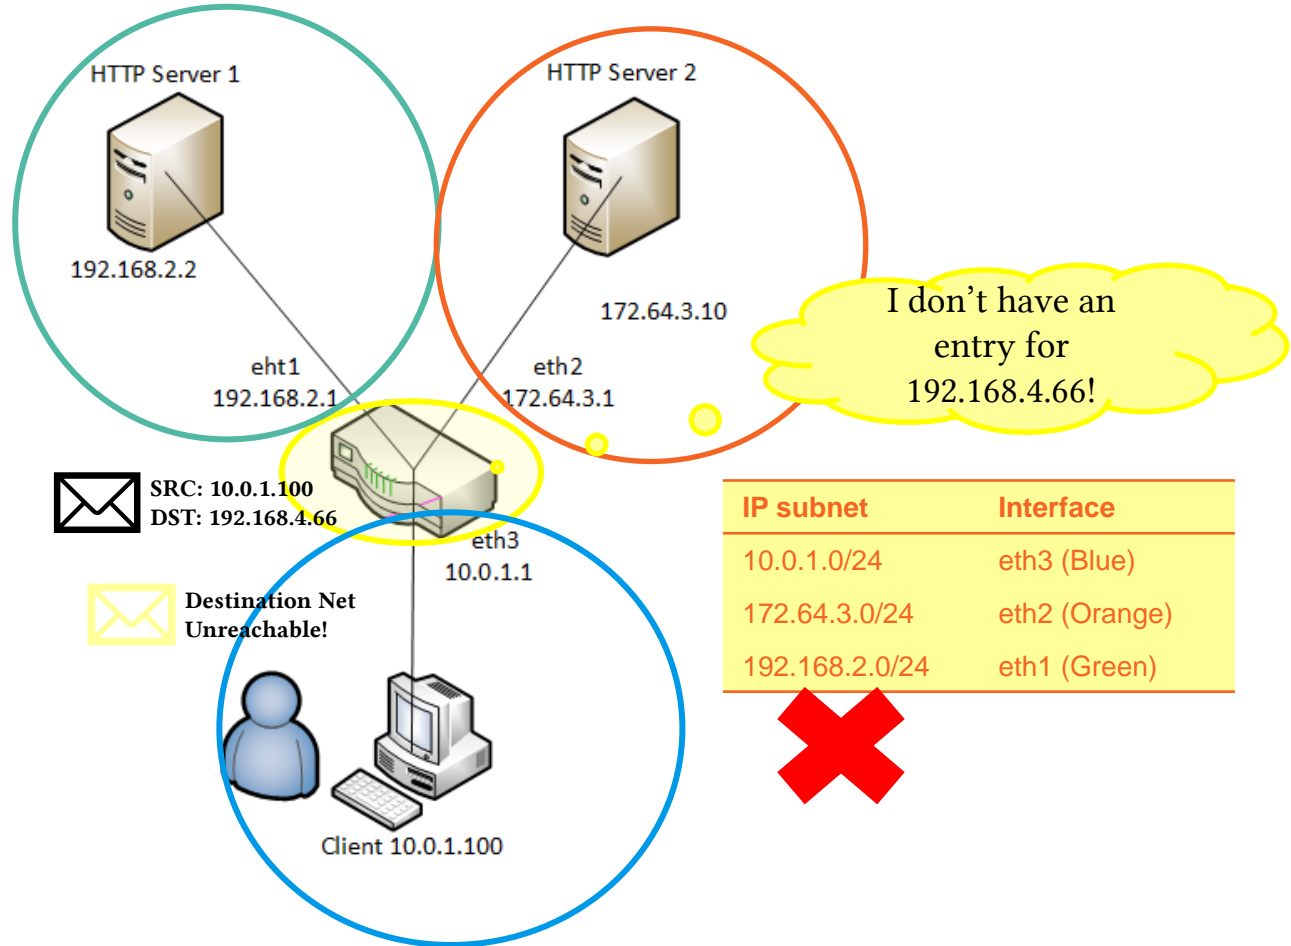 HTTP Server 1
192.168.2.2
HTTP Server 2
172.64.3.10
I don’t have an
entry for
192.168.4.66!
eht1
192.168.2.1
eth2
172.64.3.1
SRC: 10.0.1.100
DST: 192.168.4.66
eth3
10.0.1.1
Destination Net
Unreachable!
Client 10.0.1.100
IP subnet Interface
10.0.1.0/24 eth3 (Blue)
172.64.3.0/24 eth2 (Orange)
192.168.2.0/24 eth1 (Green)